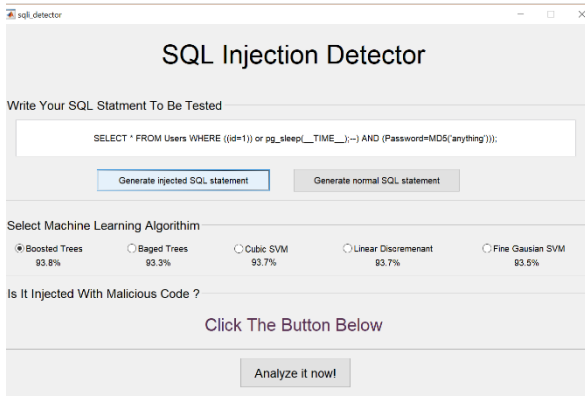 sqli_detector
SQL Injection Detector
Write Your SQL Statment To Be Tested
SELECT * FROM Users WHERE ((id=1)) or pg_sleep(__TIME__);--) AND (Password=MD5('anything')));
Generate injected SQL statement Generate normal SQL statement
Select Machine Learning Algorithim
Boosted Trees Baged Trees Cubic SVM Linear Discremenant Fine Gausian SVM
93.8% 93.3% 93.7% 93.7% 93.5%
Is It Injected With Malicious Code ?
Click The Button Below
Analyze it now!